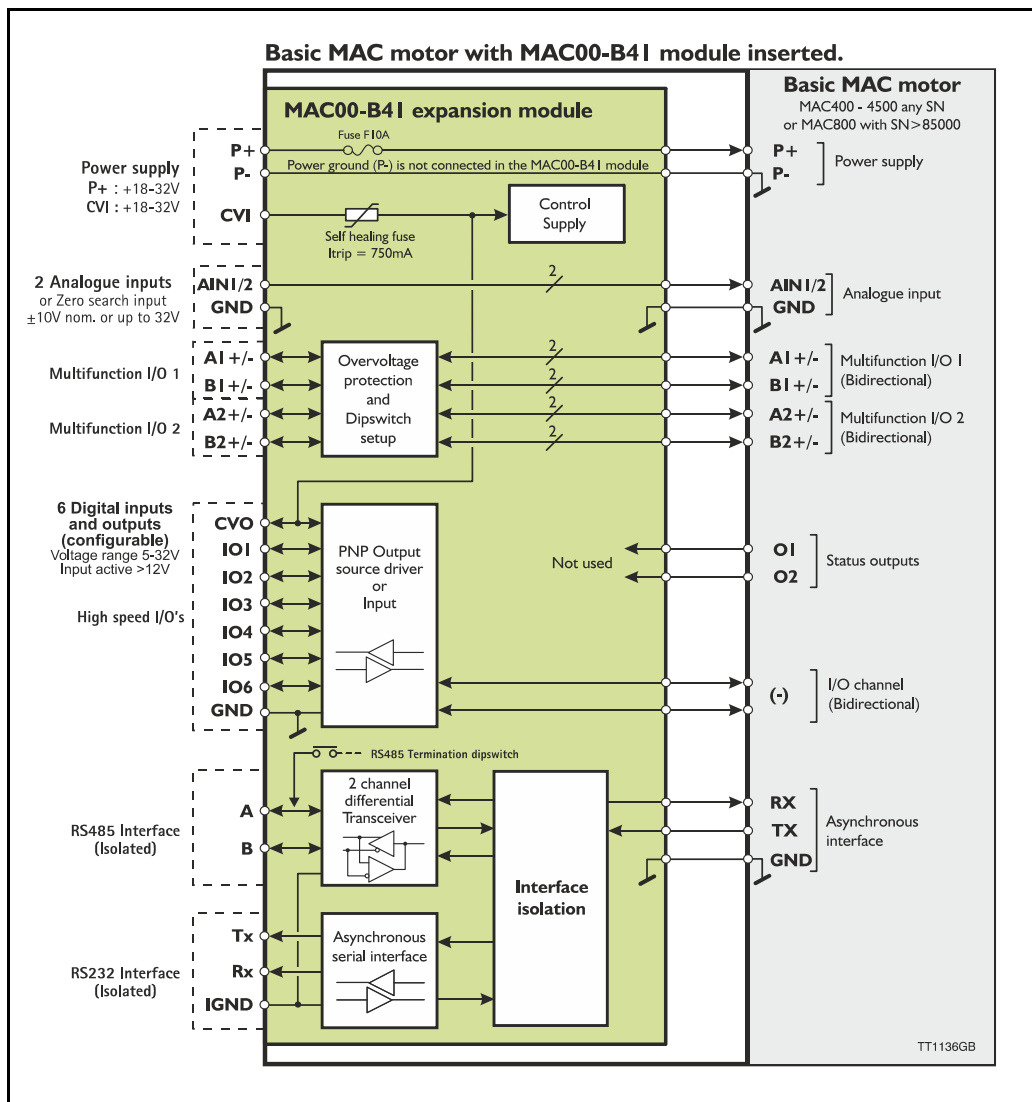 Basic MAC motor with MAC00-B41 module inserted.
MAC00-B41 expansion module
Basic MAC motor
MAC400 - 4500 any SN
or MAC800 with SN>85000
Power supply
P+ : +18-32V
CVI : +18-32V
P+
P-
CVI
Fuse F10A
Power ground (P-) is not connected in the MAC00-B41 module
Self healing fuse
Itrip = 750mA
Control
Supply
P+
P-
Power supply
2 Analogue inputs
or Zero search input
±10V nom. or up to 32V
AIN1/2
GND
2
AIN1/2
GND
Analogue input
Multifunction I/O 1
Multifunction I/O 2
A1 +/-
B1 +/-
A2+/-
B2+/-
Overvoltage
protection
and
Dipswitch
setup
2
2
2
2
A1+/-
B1+/-
A2+/-
B2+/-
Multifunction I/O 1
(Bidirectional)
Multifunction I/O 2
(Bidirectional)
6 Digital inputs
and outputs
(configurable)
Voltage range 5-32V
Input active >12V
High speed I/O's
CVO
IO1
IO2
IO3
IO4
IO5
IO6
GND
PNP Output
source driver
or
Input
Not used
O1
O2
Status outputs
(-)
I/O channel
(Bidirectional)
RS485 Termination dipswitch
RS485 Interface
(Isolated)
A
B
2 channel
differential
Transceiver
Interface
isolation
RX
TX
GND
Asynchronous
interface
RS232 Interface
(Isolated)
Tx
Rx
IGND
Asynchronous
serial interface
TT1136GB